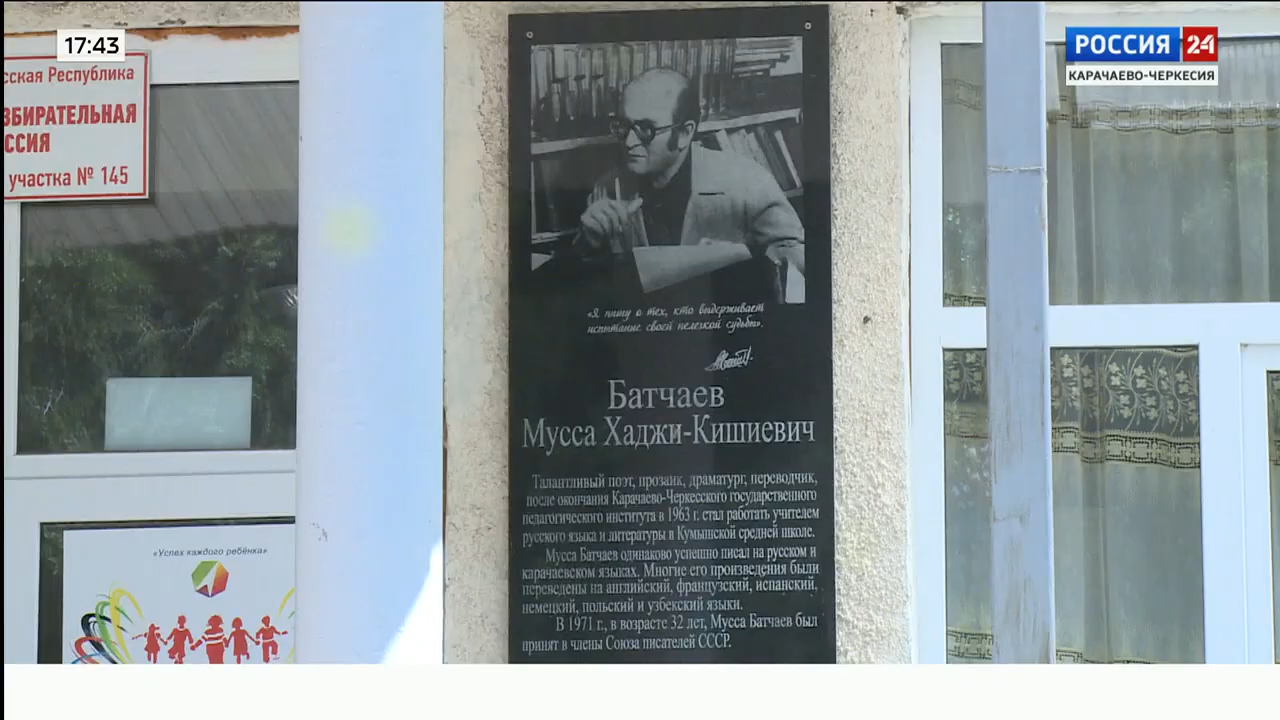 17:43
РОССИЯ 24
КАРАЧАЕВО-ЧЕРКЕСИЯ
сская Республика
ЗБИРАТЕЛЬНАЯ
ССИЯ
участка № 145
«Я пишу о тех, кто выдерживает
испытание своей нелегкой судьбы».
Батчаев
Мусса Хаджи-Кишиевич
Талантливый поэт, прозаик, драматург, переводчик,
после окончания Карачаево-Черкесского государственного
педагогического института в 1963 г. стал работать учителем
русского языка и литературы в Кумышской средней школе.
Мусса Батчаев одинаково успешно писал на русском и
карачаевском языках. Многие его произведения были
переведены на английский, французский, испанский,
немецкий, польский и узбекский языки.
В 1971 г., в возрасте 32 лет, Мусса Батчаев был
принят в члены Союза писателей СССР.
«Успех каждого ребёнка»